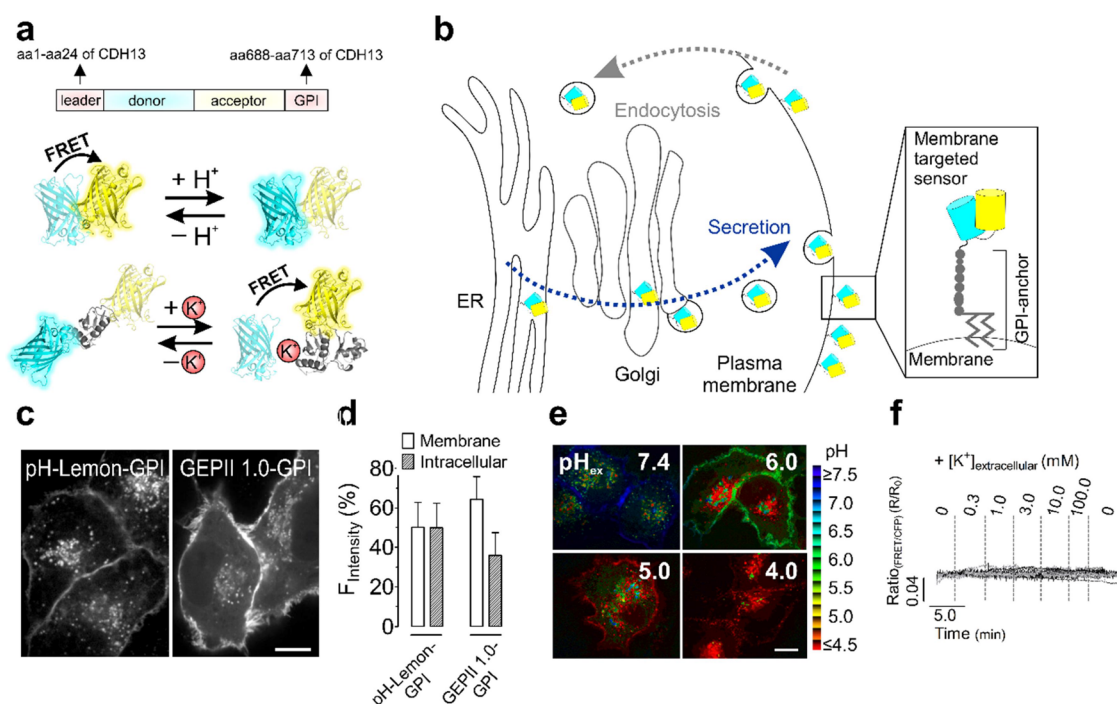 a
aa1-aa24 of CDH13
aa688-aa713 of CDH13
leader
donor
acceptor
GPI
FRET
+ H+
− H+
FRET
+ K+
− K+
K+
b
Endocytosis
Secretion
ER
Golgi
Plasma
membrane
Membrane
targeted
sensor
GPI-anchor
Membrane
c
pH-Lemon-GPI
GEPII 1.0-GPI
d
Membrane
Intracellular
FIntensity (%)
80
60
40
20
0
pH-Lemon-
GPI
GEPII 1.0-
GPI
e
pHex
7.4
6.0
5.0
4.0
pH
≥7.5
7.0
6.5
6.0
5.5
5.0
≤4.5
f
+ [K+]extracellular (mM)
0
0.3
1.0
3.0
10.0
100.0
0
Ratio(FRET/CFP) (R/R0)
0.04
5.0
Time (min)